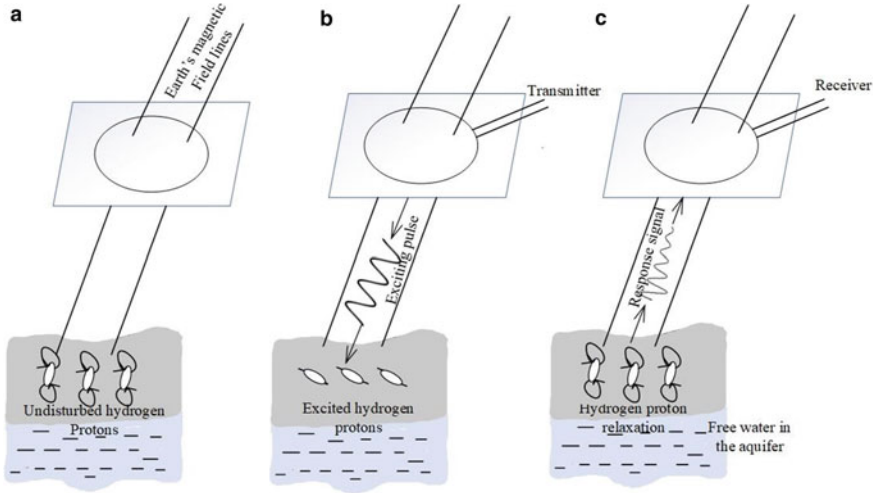 a
Earth's magnetic
Field lines
Undisturbed hydrogen
Protons
b
Transmitter
Exciting pulse
Excited hydrogen
protons
c
Receiver
Response signal
Hydrogen proton
relaxation
Free water in
the aquifer